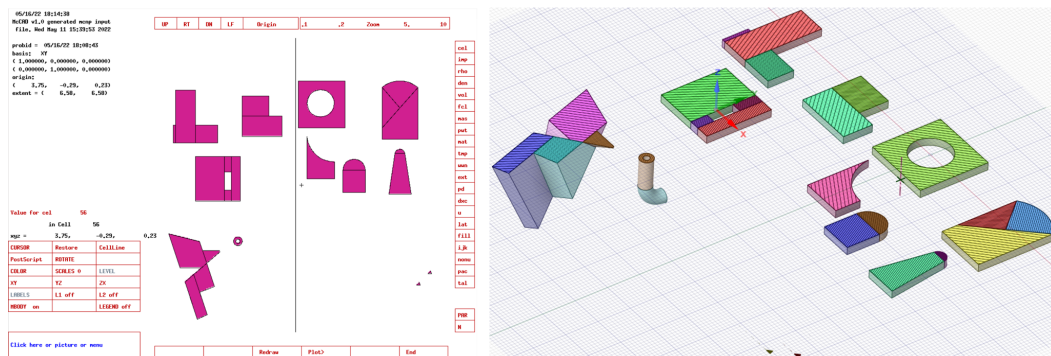 05/16/22 18:14:38
McCAD v1.0 generated mcnp input
file, Wed May 11 15:39:53 2022
probid = 05/16/22 18:08:43
basis: XY
( 1,000000, 0,000000, 0,000000)
( 0,000000, 1,000000, 0,000000)
origin:
( 3,75, -0,29, 0,23)
extent = ( 6,58, 6,58)
UP RT DN LF Origin .1 .2 Zoom 5. 10
cel
imp
rho
den
vol
fcl
mas
pwt
mat
tmp
wwn
ext
pd
dxc
u
lat
fill
ijk
nonu
pac
tal
PAR
N
Value for cel 56
in Cell 56
xyz = 3,75, -0,29, 0,23
CURSOR Restore CellLine
PostScript ROTATE
COLOR SCALES 0 LEVEL
XY YZ ZX
LABELS L1 off L2 off
MBODY on LEGEND off
Click here or picture or menu
Redraw Plot> End
Z
X